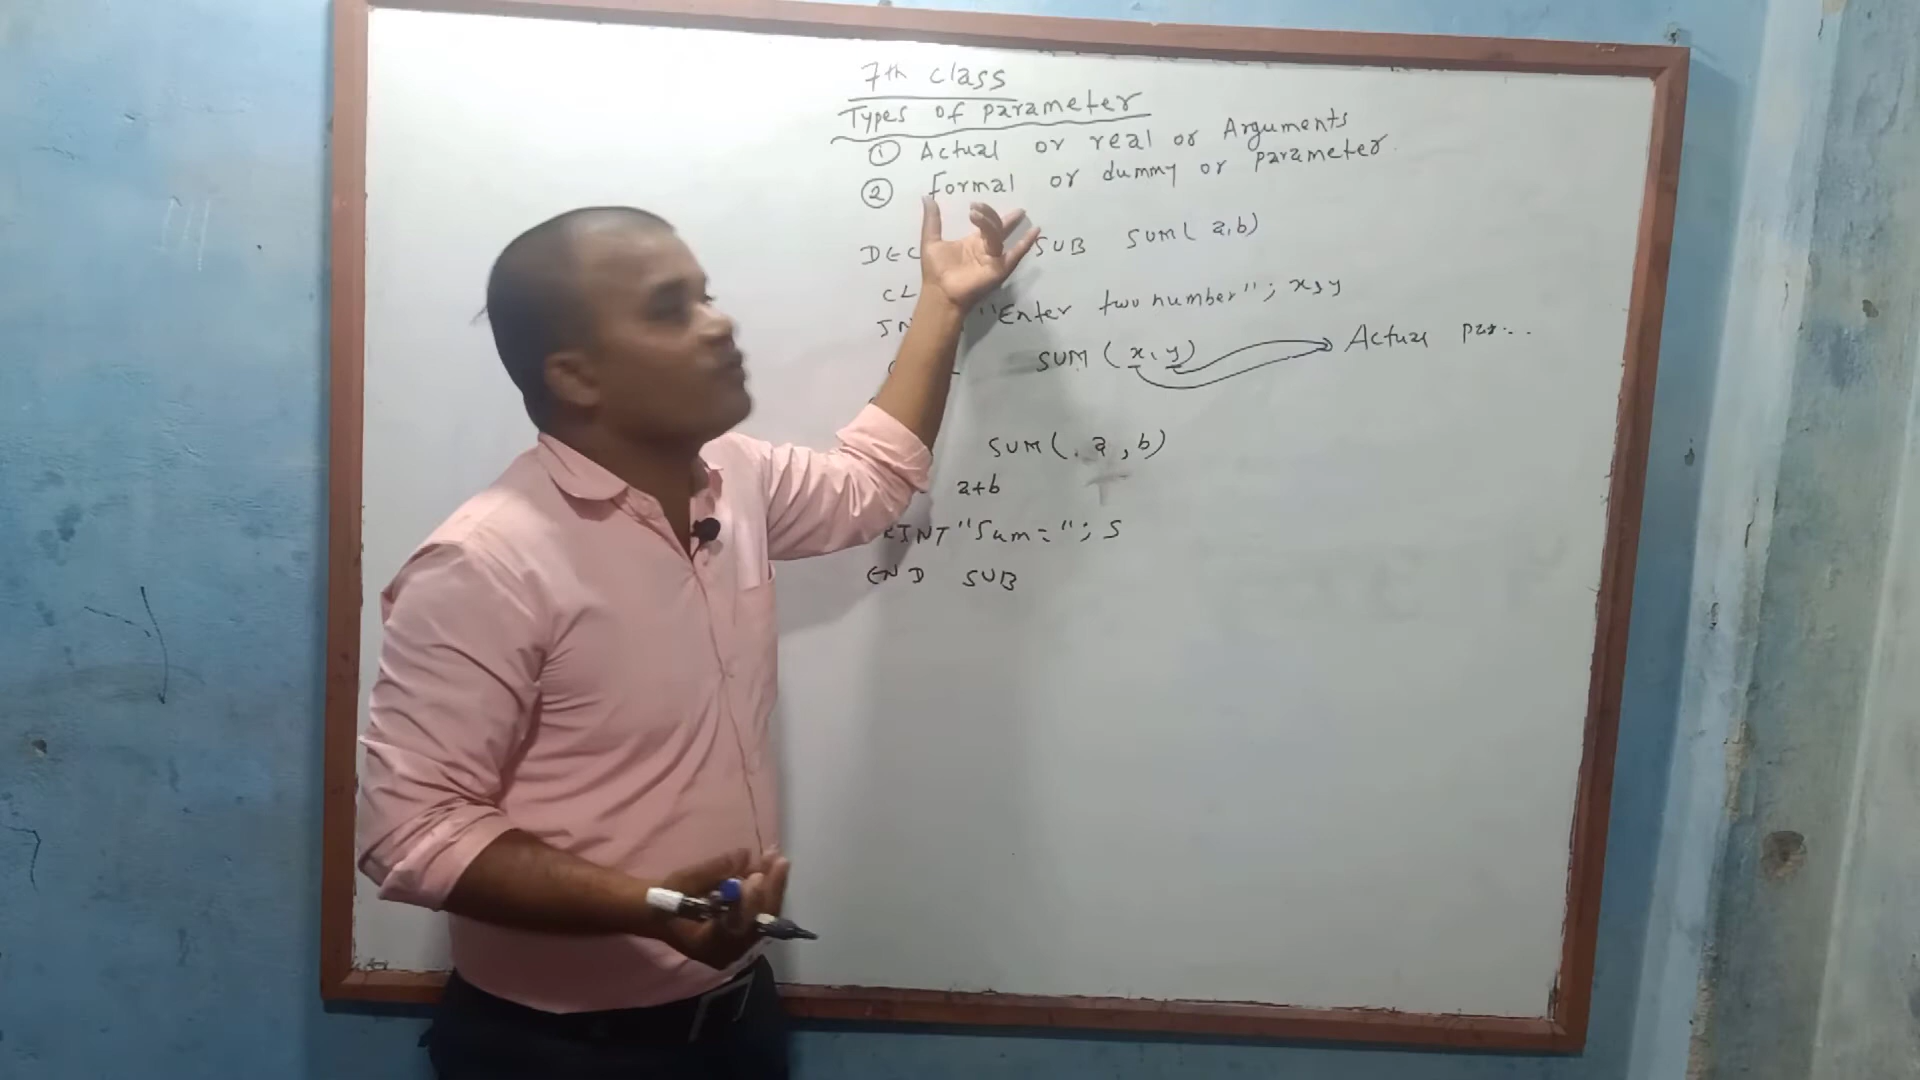 7th class
Types of parameter
① Actual or real or Arguments
② Formal or dummy or parameter
DEC SUB SUM( a,b)
CL
IN "Enter two number"; x,y
SUM ( x, y) Actual par...
SUM(. a , b)
a+b
RINT "Sum="; S
END SUB